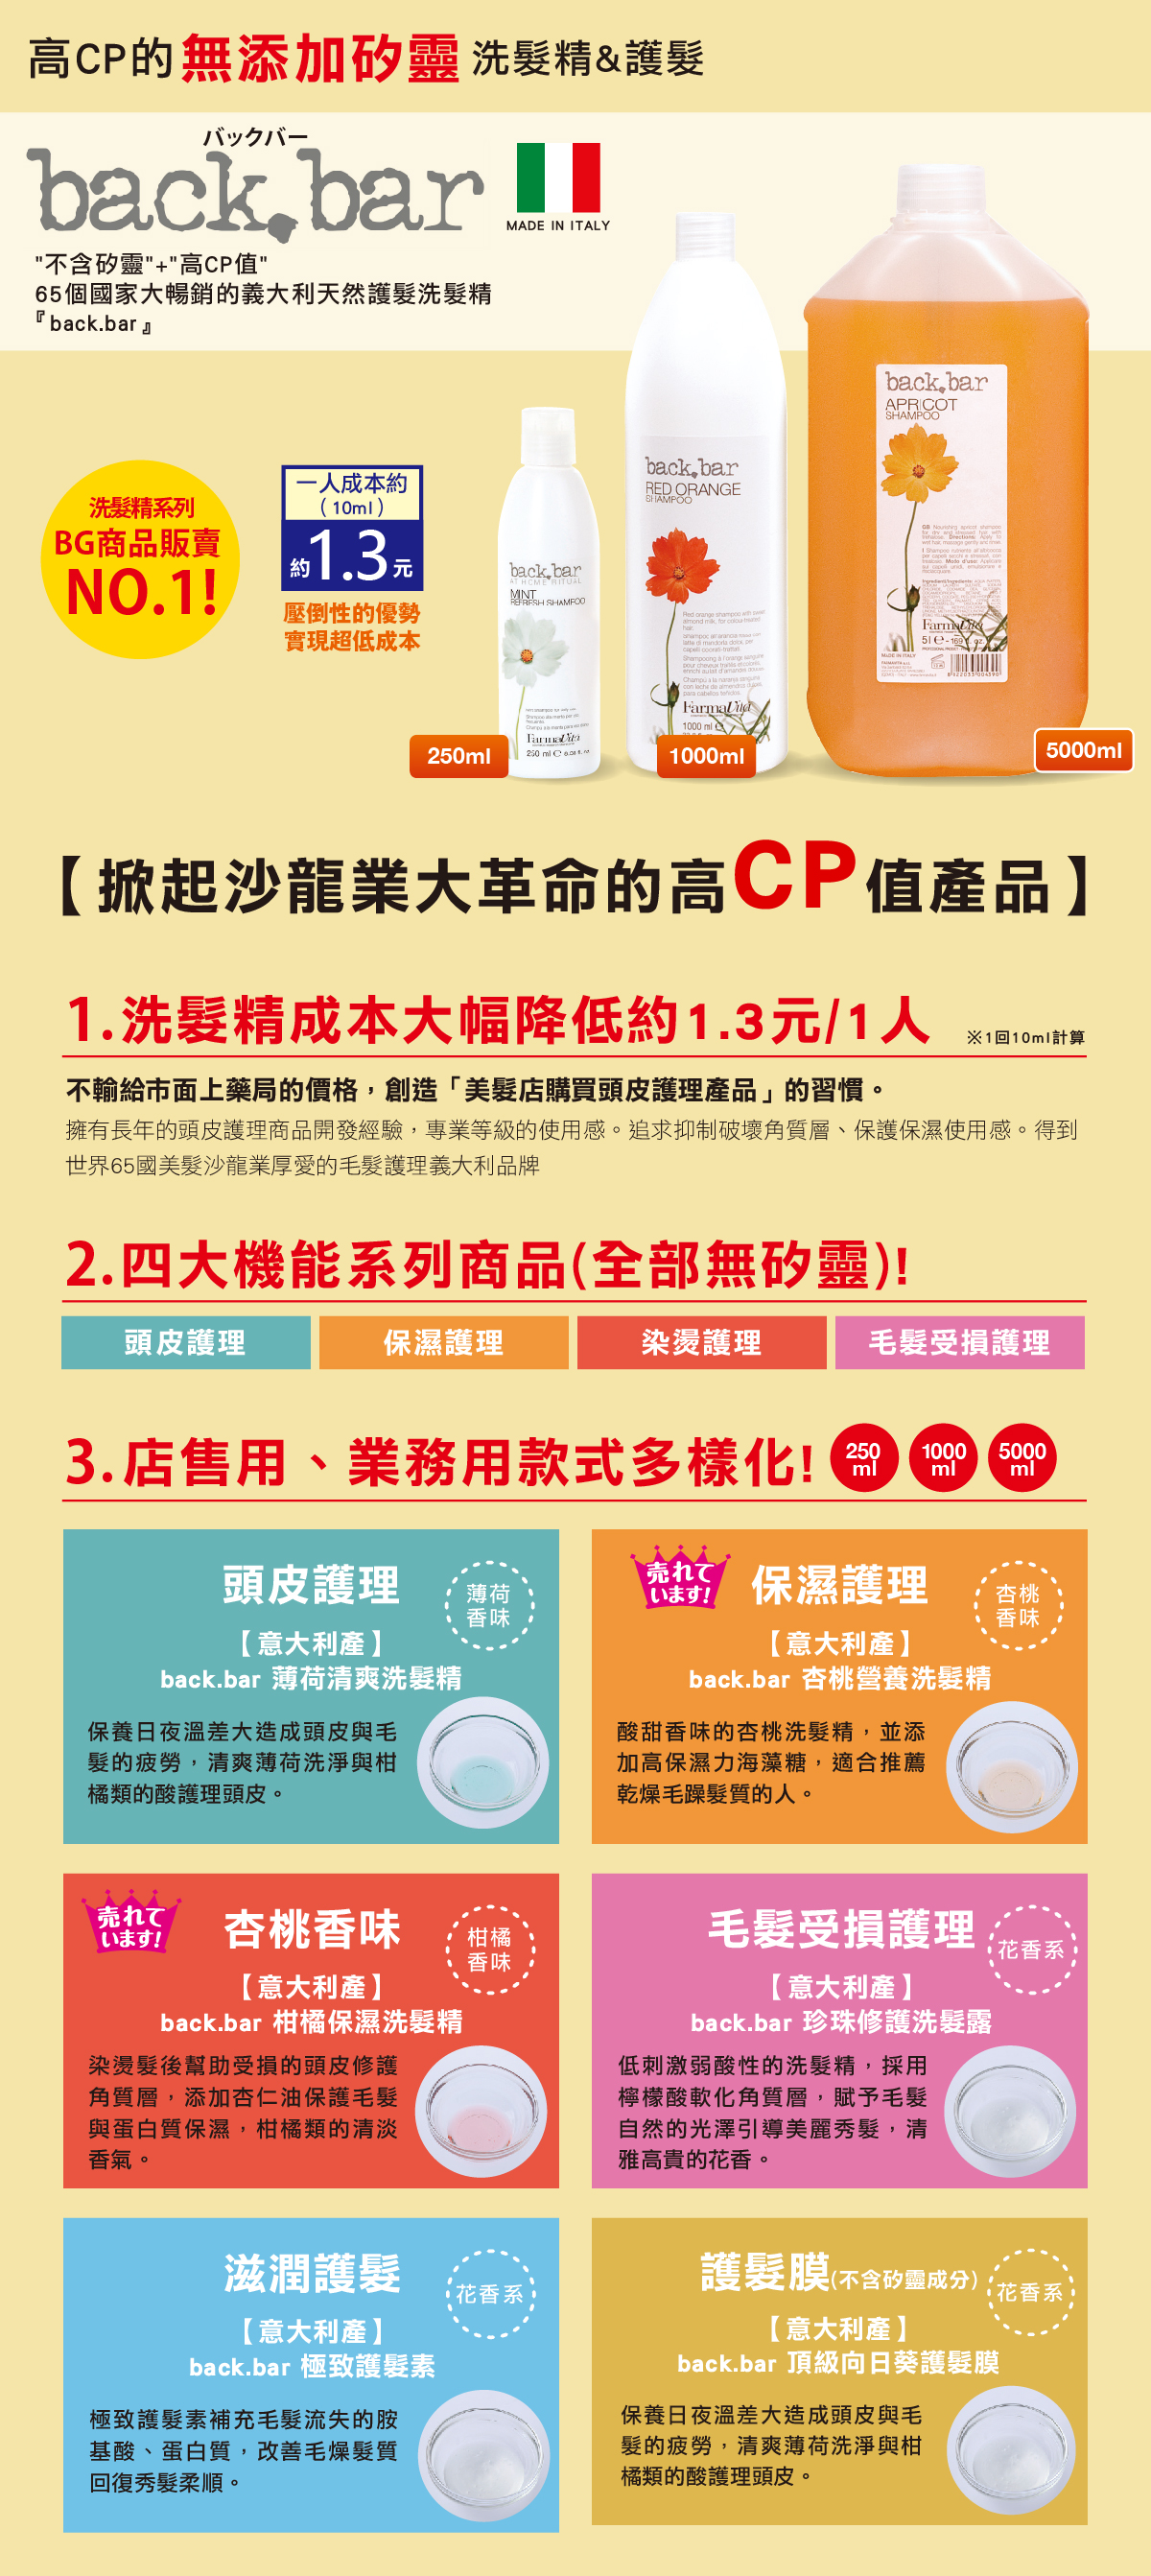 高CP的無添加矽靈 洗髮精&護髮
バックバー
back.bar
MADE IN ITALY
"不含矽靈"+"高CP值"
65個國家大暢銷的義大利天然護髮洗髮精
『back.bar』
洗髮精系列
BG商品販賣
NO.1!
一人成本約
(10ml)
約1.3元
壓倒性的優勢
實現超低成本
back.bar
AT HOME RITUAL
MINT
REFRESH SHAMPOO
FarmaVita
250 ml
250ml
back.bar
RED ORANGE
SHAMPOO
FarmaVita
1000 ml
1000ml
back.bar
APRICOT
SHAMPOO
FarmaVita
5l e - 169 fl. oz.
MADE IN ITALY
5000ml
【掀起沙龍業大革命的高CP值產品】
1.洗髮精成本大幅降低約1.3元/1人 ※1回10ml計算
不輸給市面上藥局的價格，創造「美髮店購買頭皮護理產品」的習慣。
擁有長年的頭皮護理商品開發經驗，專業等級的使用感。追求抑制破壞角質層、保護保濕使用感。得到
世界65國美髮沙龍業厚愛的毛髮護理義大利品牌
2.四大機能系列商品(全部無矽靈)!
頭皮護理 保濕護理 染燙護理 毛髮受損護理
3.店售用、業務用款式多樣化!
250
ml
1000
ml
5000
ml
頭皮護理
薄荷
香味
【意大利產】
back.bar 薄荷清爽洗髮精
保養日夜溫差大造成頭皮與毛
髮的疲勞，清爽薄荷洗淨與柑
橘類的酸護理頭皮。
売れて
います!
保濕護理
杏桃
香味
【意大利產】
back.bar 杏桃營養洗髮精
酸甜香味的杏桃洗髮精，並添
加高保濕力海藻糖，適合推薦
乾燥毛躁髮質的人。
売れて
います!
杏桃香味
柑橘
香味
【意大利產】
back.bar 柑橘保濕洗髮精
染燙髮後幫助受損的頭皮修護
角質層，添加杏仁油保護毛髮
與蛋白質保濕，柑橘類的清淡
香氣。
毛髮受損護理
花香系
【意大利產】
back.bar 珍珠修護洗髮露
低刺激弱酸性的洗髮精，採用
檸檬酸軟化角質層，賦予毛髮
自然的光澤引導美麗秀髮，清
雅高貴的花香。
滋潤護髮
花香系
【意大利產】
back.bar 極致護髮素
極致護髮素補充毛髮流失的胺
基酸、蛋白質，改善毛燥髮質
回復秀髮柔順。
護髮膜(不含矽靈成分)
花香系
【意大利產】
back.bar 頂級向日葵護髮膜
保養日夜溫差大造成頭皮與毛
髮的疲勞，清爽薄荷洗淨與柑
橘類的酸護理頭皮。